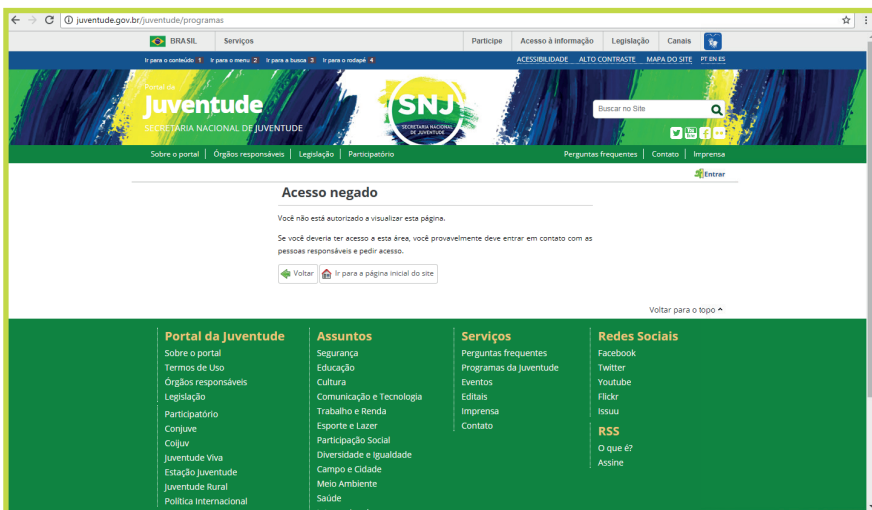 juventude.gov.br/juventude/programas
BRASIL Serviços Participe Acesso à informação Legislação Canais
Ir para o conteúdo 1 Ir para o menu 2 Ir para a busca 3 Ir para o rodapé 4 ACESSIBILIDADE ALTO CONTRASTE MAPA DO SITE PT EN ES
Portal da
Juventude
SECRETARIA NACIONAL DE JUVENTUDE
SNJ
SECRETARIA NACIONAL
DE JUVENTUDE
Buscar no Site
Sobre o portal Órgãos responsáveis Legislação Participatório Perguntas frequentes Contato Imprensa
Entrar
Acesso negado
Você não está autorizado a visualizar esta página.
Se você deveria ter acesso a esta área, você provavelmente deve entrar em contato com as
pessoas responsáveis e pedir acesso.
Voltar Ir para a página inicial do site
Voltar para o topo
Portal da Juventude
Sobre o portal
Termos de Uso
Órgãos responsáveis
Legislação
Participatório
Conjuve
Coijuv
Juventude Viva
Estação Juventude
Juventude Rural
Política Internacional
Assuntos
Segurança
Educação
Cultura
Comunicação e Tecnologia
Trabalho e Renda
Esporte e Lazer
Participação Social
Diversidade e Igualdade
Campo e Cidade
Meio Ambiente
Saúde
Serviços
Perguntas frequentes
Programas da Juventude
Eventos
Editais
Imprensa
Contato
Redes Sociais
Facebook
Twitter
Youtube
Flickr
Issuu
RSS
O que é?
Assine